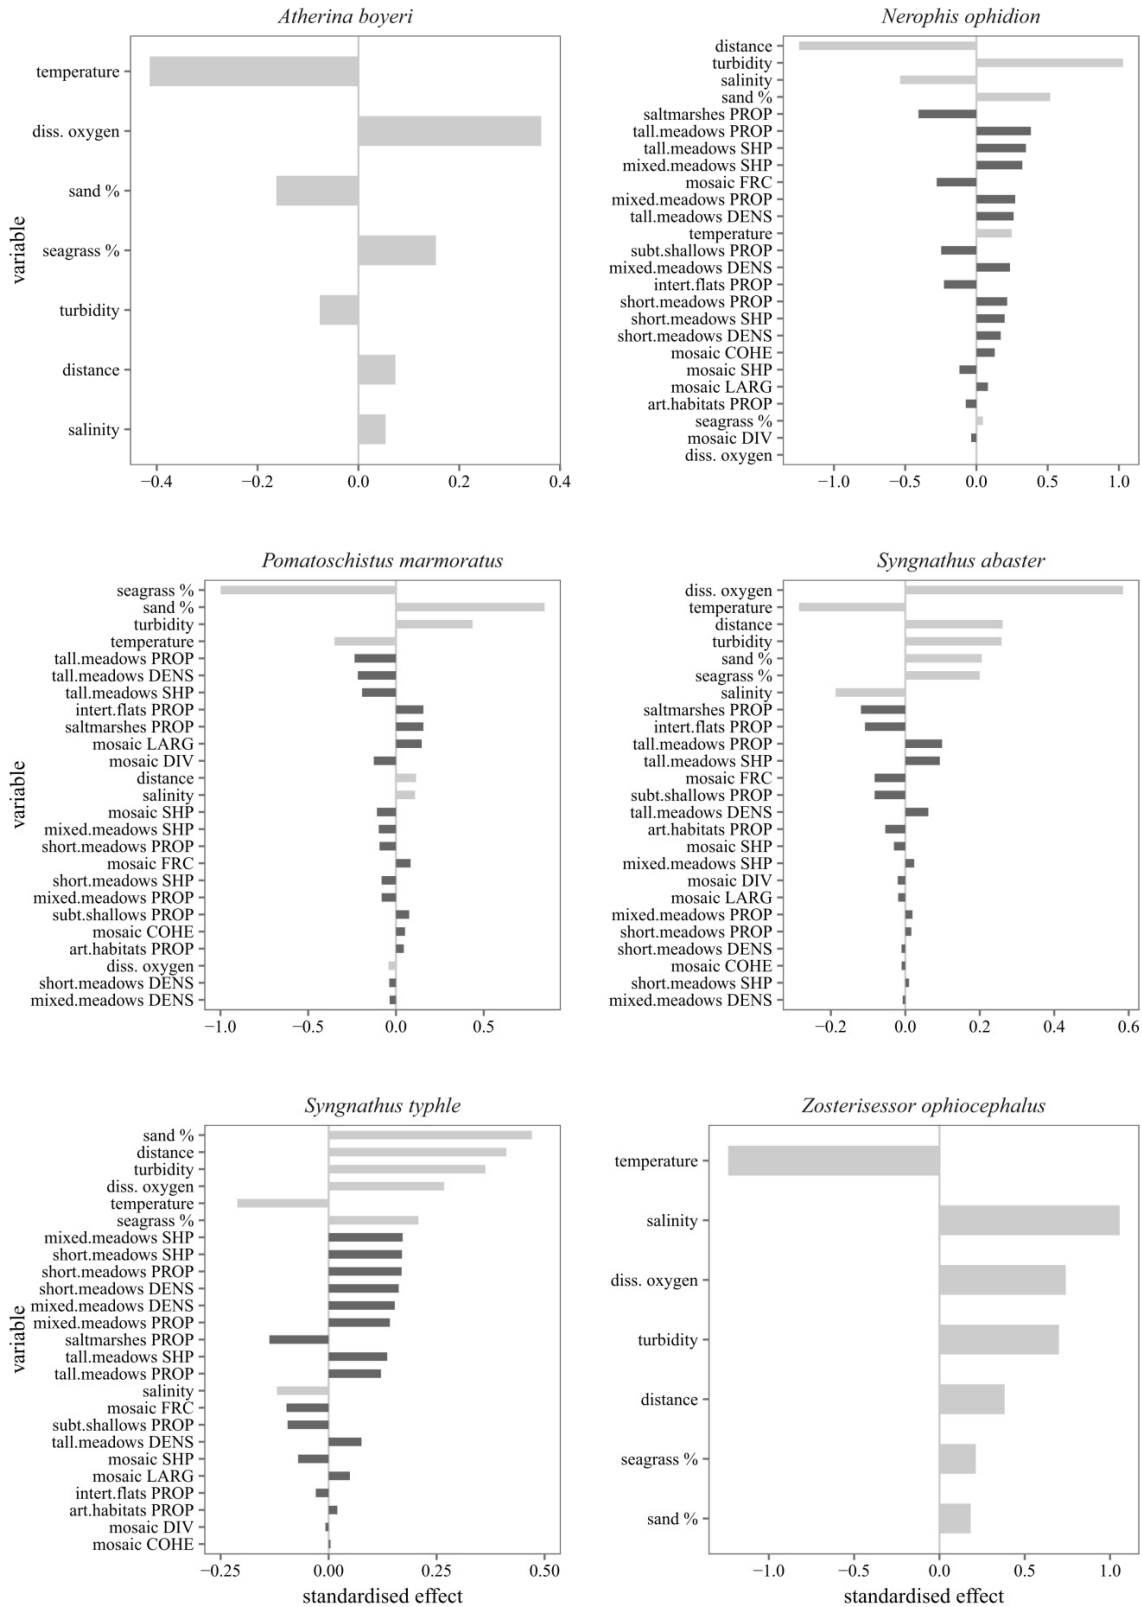 Atherina boyeri
variable
temperature
diss. oxygen
sand %
seagrass %
turbidity
distance
salinity
−0.4 −0.2 0.0 0.2 0.4
Nerophis ophidion
distance
turbidity
salinity
sand %
saltmarshes PROP
tall.meadows PROP
tall.meadows SHP
mixed.meadows SHP
mosaic FRC
mixed.meadows PROP
tall.meadows DENS
temperature
subt.shallows PROP
mixed.meadows DENS
intert.flats PROP
short.meadows PROP
short.meadows SHP
short.meadows DENS
mosaic COHE
mosaic SHP
mosaic LARG
art.habitats PROP
seagrass %
mosaic DIV
diss. oxygen
−1.0 −0.5 0.0 0.5 1.0
Pomatoschistus marmoratus
variable
seagrass %
sand %
turbidity
temperature
tall.meadows PROP
tall.meadows DENS
tall.meadows SHP
intert.flats PROP
saltmarshes PROP
mosaic LARG
mosaic DIV
distance
salinity
mosaic SHP
mixed.meadows SHP
short.meadows PROP
mosaic FRC
short.meadows SHP
mixed.meadows PROP
subt.shallows PROP
mosaic COHE
art.habitats PROP
diss. oxygen
short.meadows DENS
mixed.meadows DENS
−1.0 −0.5 0.0 0.5
Syngnathus abaster
diss. oxygen
temperature
distance
turbidity
sand %
seagrass %
salinity
saltmarshes PROP
intert.flats PROP
tall.meadows PROP
tall.meadows SHP
mosaic FRC
subt.shallows PROP
tall.meadows DENS
art.habitats PROP
mosaic SHP
mixed.meadows SHP
mosaic DIV
mosaic LARG
mixed.meadows PROP
short.meadows PROP
short.meadows DENS
mosaic COHE
short.meadows SHP
mixed.meadows DENS
−0.2 0.0 0.2 0.4 0.6
Syngnathus typhle
variable
sand %
distance
turbidity
diss. oxygen
temperature
seagrass %
mixed.meadows SHP
short.meadows SHP
short.meadows PROP
short.meadows DENS
mixed.meadows DENS
mixed.meadows PROP
saltmarshes PROP
tall.meadows SHP
tall.meadows PROP
salinity
mosaic FRC
subt.shallows PROP
tall.meadows DENS
mosaic SHP
mosaic LARG
intert.flats PROP
art.habitats PROP
mosaic DIV
mosaic COHE
−0.25 0.00 0.25 0.50
standardised effect
Zosterisessor ophiocephalus
temperature
salinity
diss. oxygen
turbidity
distance
seagrass %
sand %
−1.0 −0.5 0.0 0.5 1.0
standardised effect